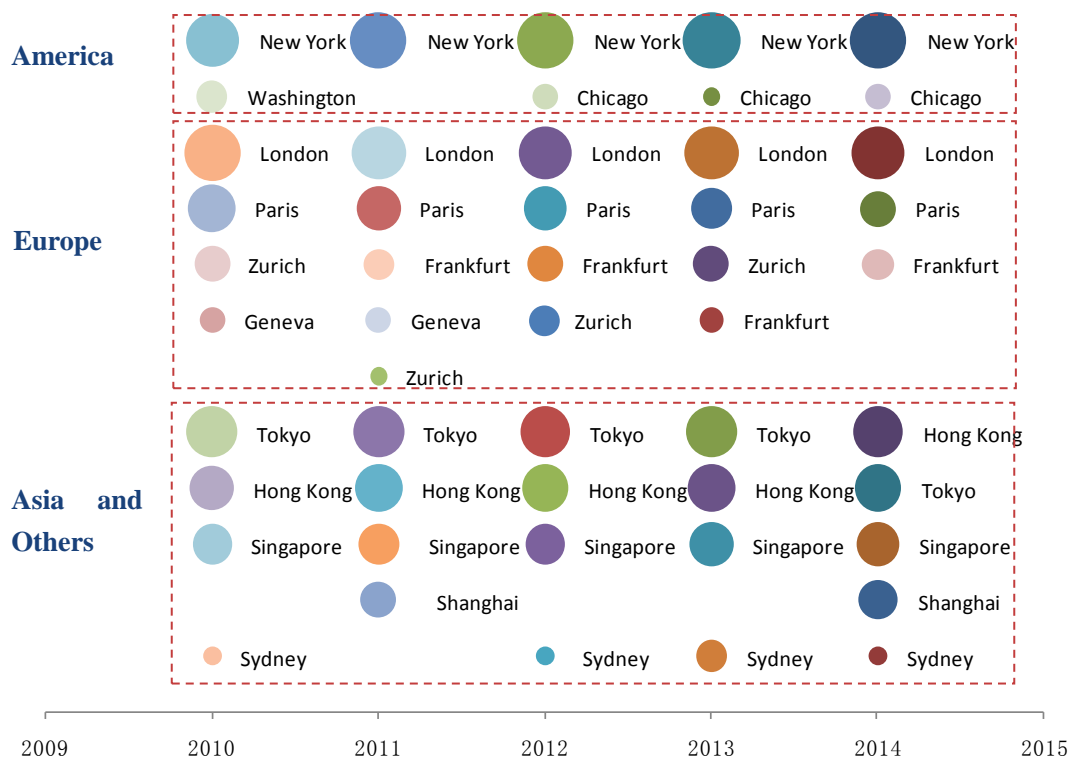 America
New York New York New York New York New York
Washington Chicago Chicago Chicago
Europe
London London London London London
Paris Paris Paris Paris Paris
Zurich Frankfurt Frankfurt Zurich Frankfurt
Geneva Geneva Zurich Frankfurt
Zurich
Asia and
Others
Tokyo Tokyo Tokyo Tokyo Hong Kong
Hong Kong Hong Kong Hong Kong Hong Kong Tokyo
Singapore Singapore Singapore Singapore Singapore
Shanghai Shanghai
Sydney Sydney Sydney Sydney
2009 2010 2011 2012 2013 2014 2015